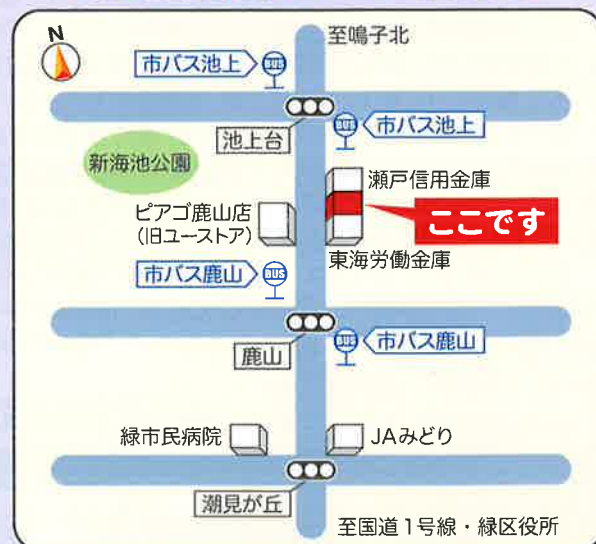 N
至鳴子北
市バス池上
BUS
池上台
BUS
市バス池上
新海池公園
瀬戸信用金庫
ピアゴ鹿山店
(旧ユーストア)
ここです
東海労働金庫
市バス鹿山
BUS
鹿山
BUS
市バス鹿山
緑市民病院
JAみどり
潮見が丘
至国道1号線・緑区役所